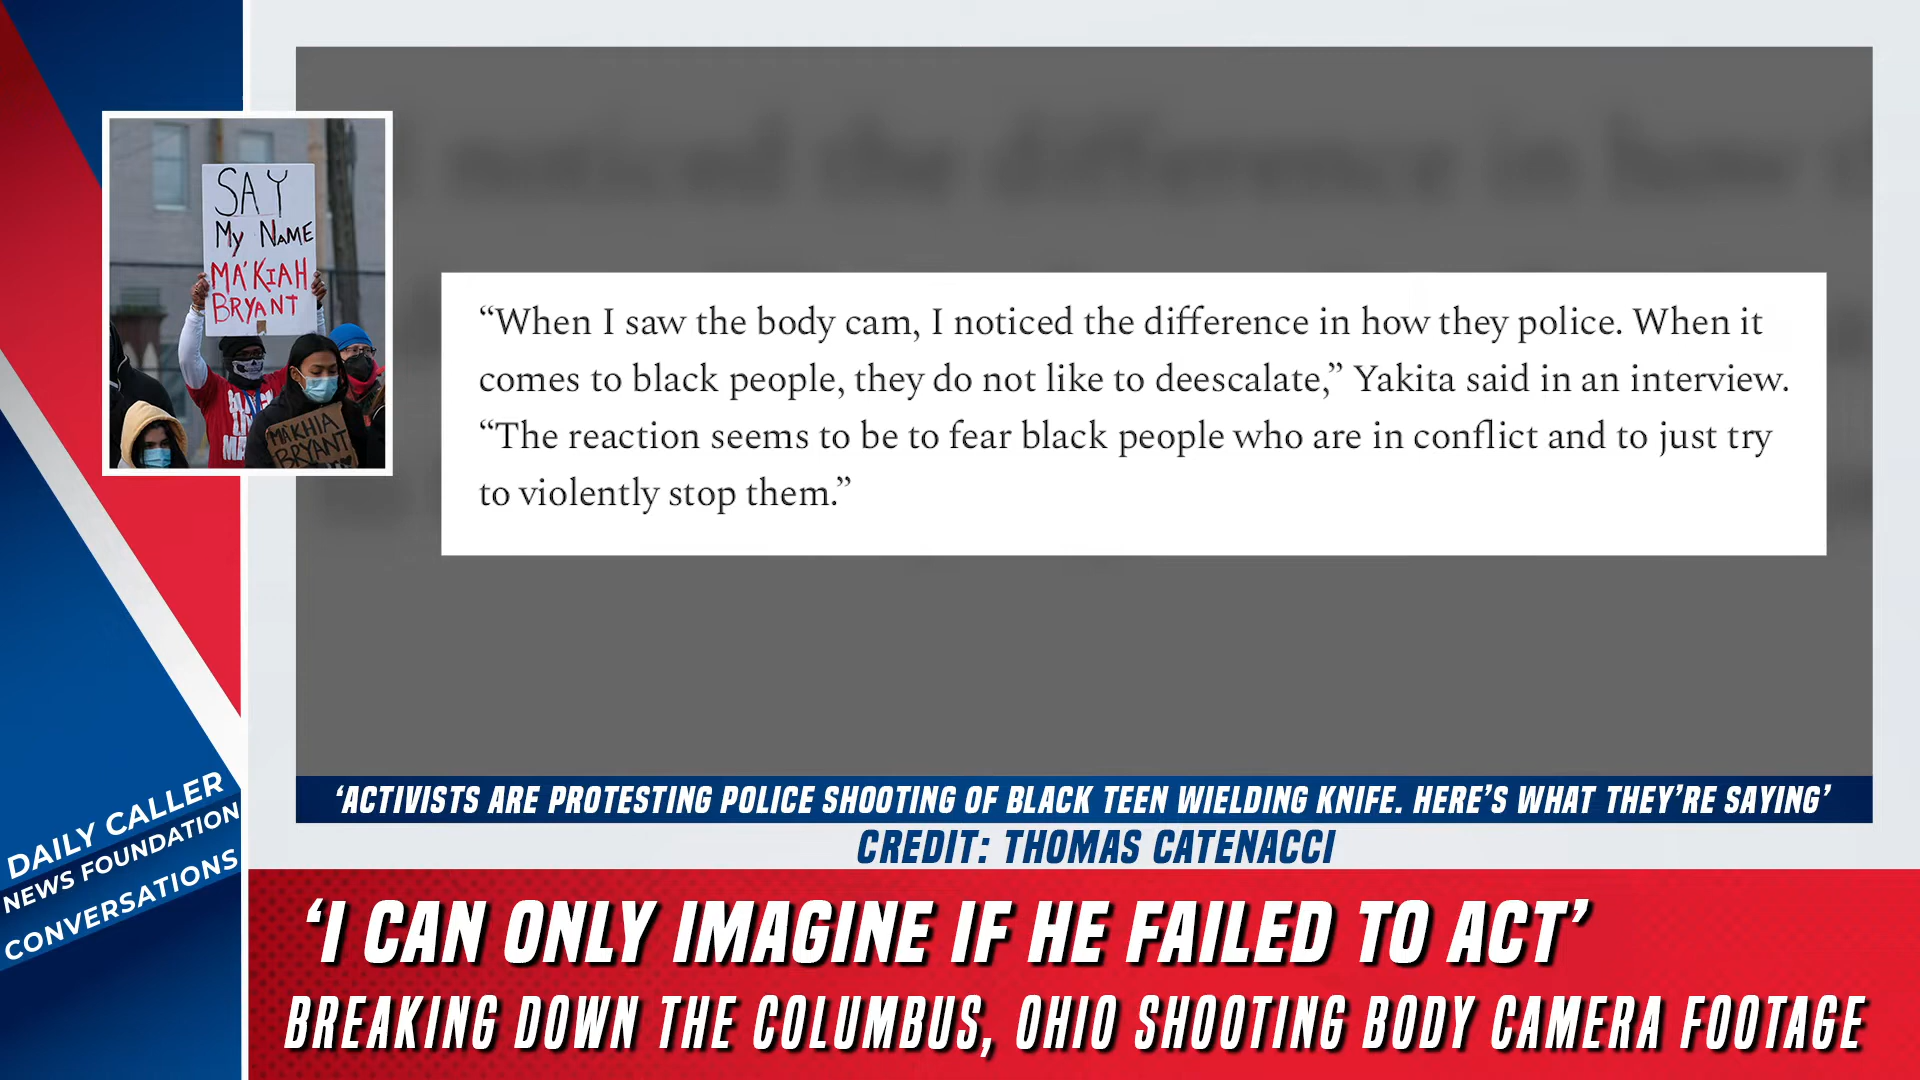 SAY
My NAME
MA'KIAH
BRYANT
MA'KHIA
BRYANT
“When I saw the body cam, I noticed the difference in how they police. When it
comes to black people, they do not like to deescalate,” Yakita said in an interview.
“The reaction seems to be to fear black people who are in conflict and to just try
to violently stop them.”
‘ACTIVISTS ARE PROTESTING POLICE SHOOTING OF BLACK TEEN WIELDING KNIFE. HERE’S WHAT THEY’RE SAYING’
CREDIT: THOMAS CATENACCI
DAILY CALLER
NEWS FOUNDATION
CONVERSATIONS
‘I CAN ONLY IMAGINE IF HE FAILED TO ACT’
BREAKING DOWN THE COLUMBUS, OHIO SHOOTING BODY CAMERA FOOTAGE